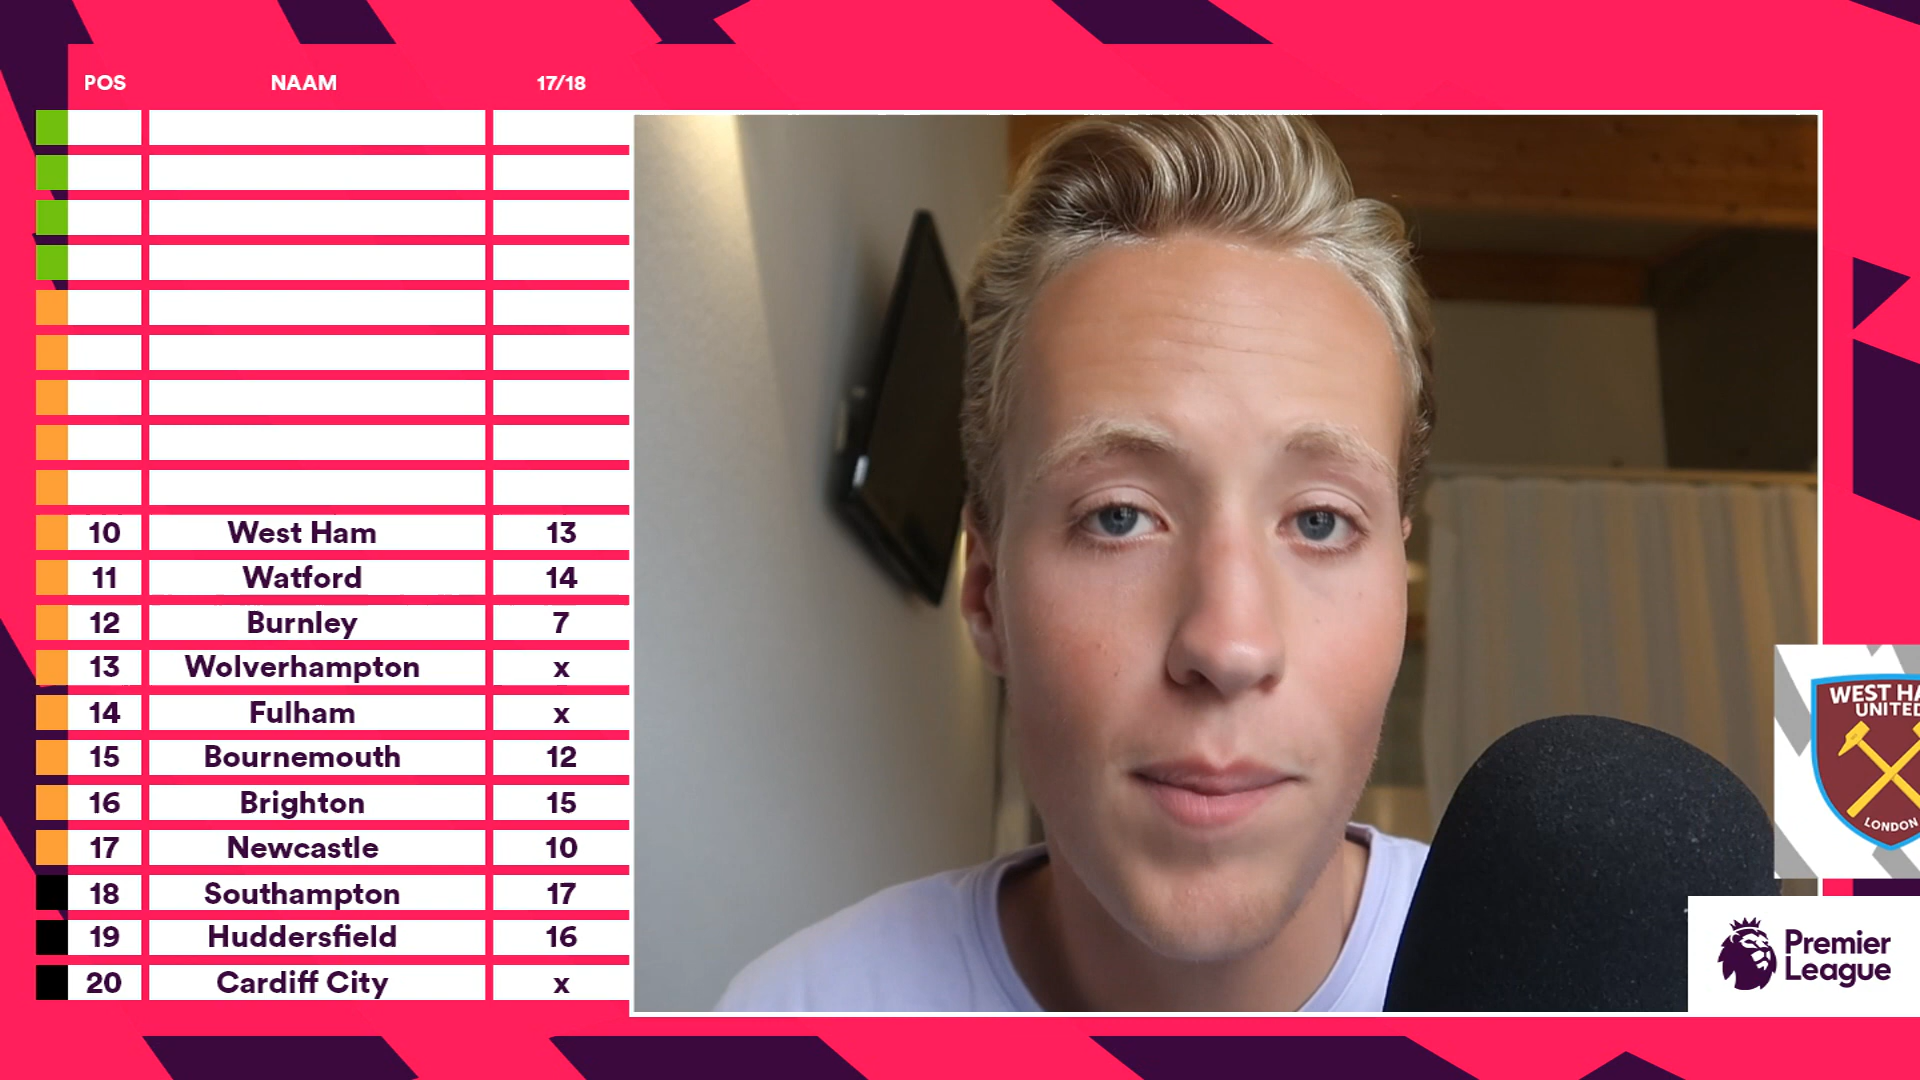 POS NAAM 17/18
10 West Ham 13
11 Watford 14
12 Burnley 7
13 Wolverhampton x
14 Fulham x
15 Bournemouth 12
16 Brighton 15
17 Newcastle 10
18 Southampton 17
19 Huddersfield 16
20 Cardiff City x
WEST HA
UNITED
LONDON
Premier
League